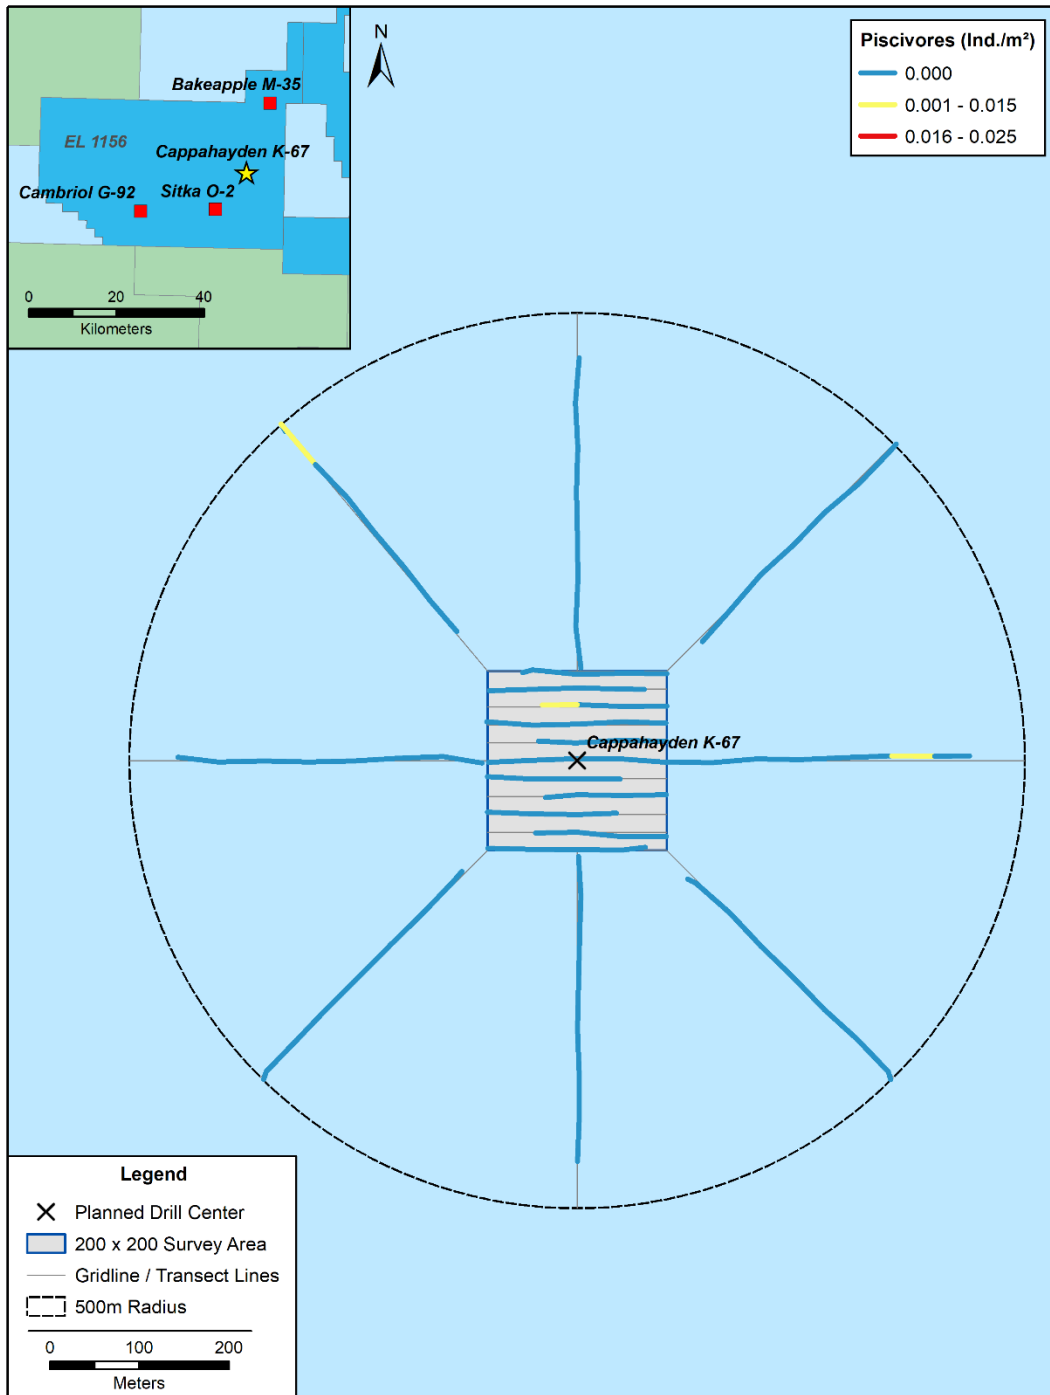 N
Bakeapple M-35
EL 1156
Cappahayden K-67
Cambriol G-92
Sitka O-2
0 20 40
Kilometers
Piscivores (Ind./m²)
0.000
0.001 - 0.015
0.016 - 0.025
Cappahayden K-67
Legend
Planned Drill Center
200 x 200 Survey Area
Gridline / Transect Lines
500m Radius
0 100 200
Meters